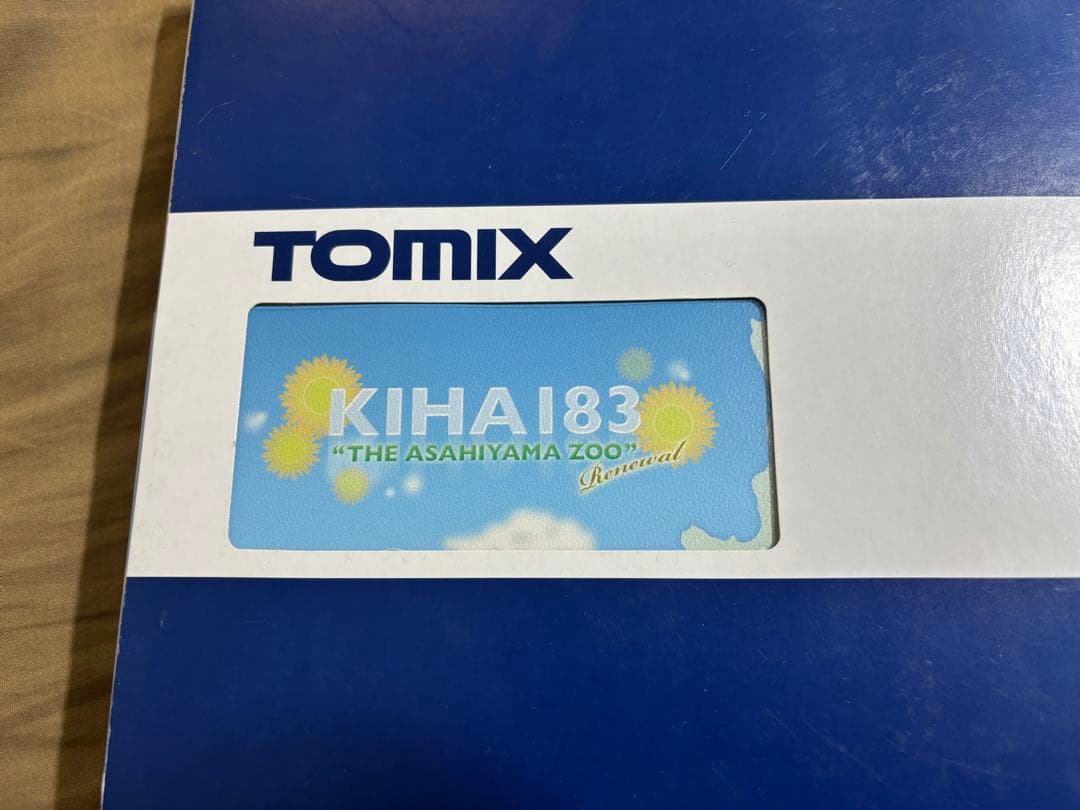 TOMIX
KIHA183
“THE ASAHIYAMA ZOO”
Renewal